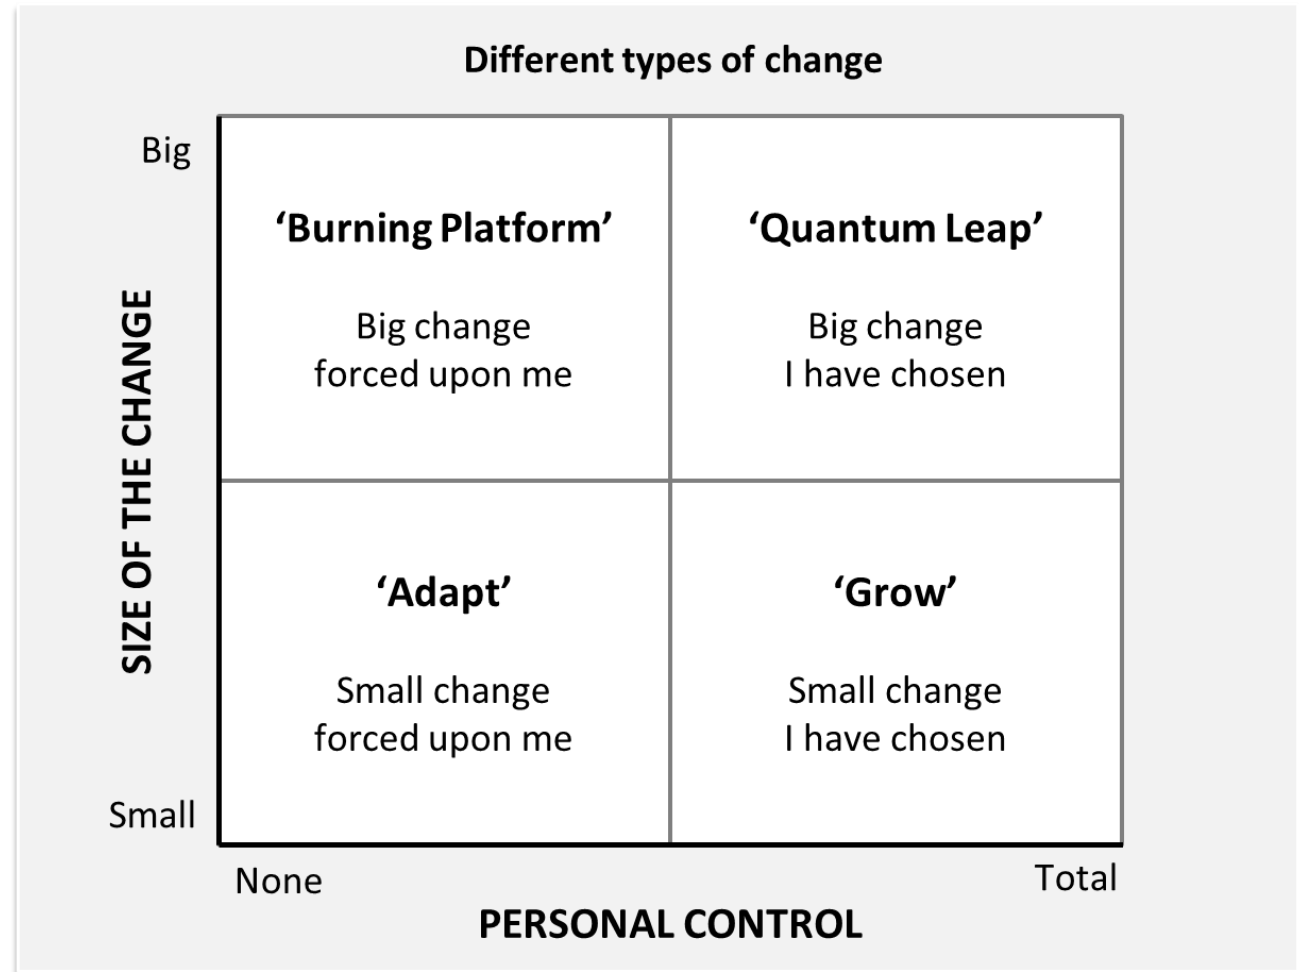 Different types of change
Big
‘Burning Platform’
Big change
forced upon me
‘Quantum Leap’
Big change
I have chosen
SIZE OF THE CHANGE
‘Adapt’
Small change
forced upon me
‘Grow’
Small change
I have chosen
Small
None
Total
PERSONAL CONTROL